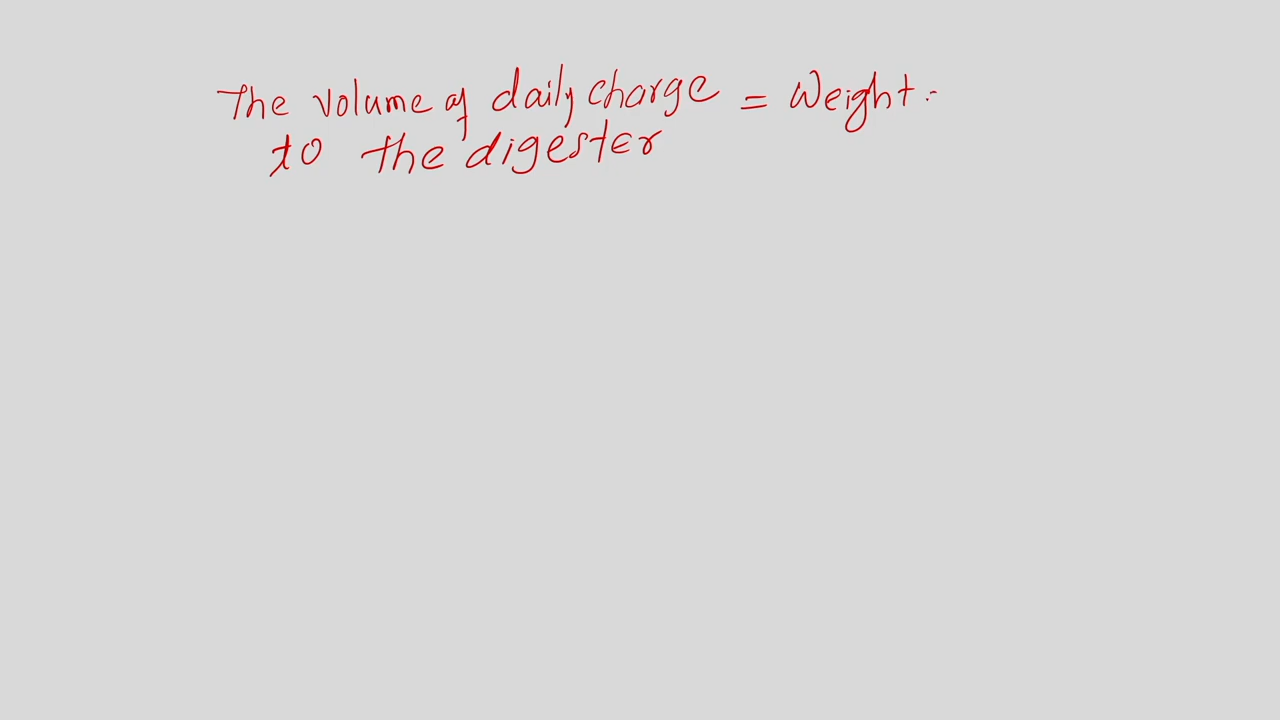 The volume of daily charge = Weight÷
to the digester